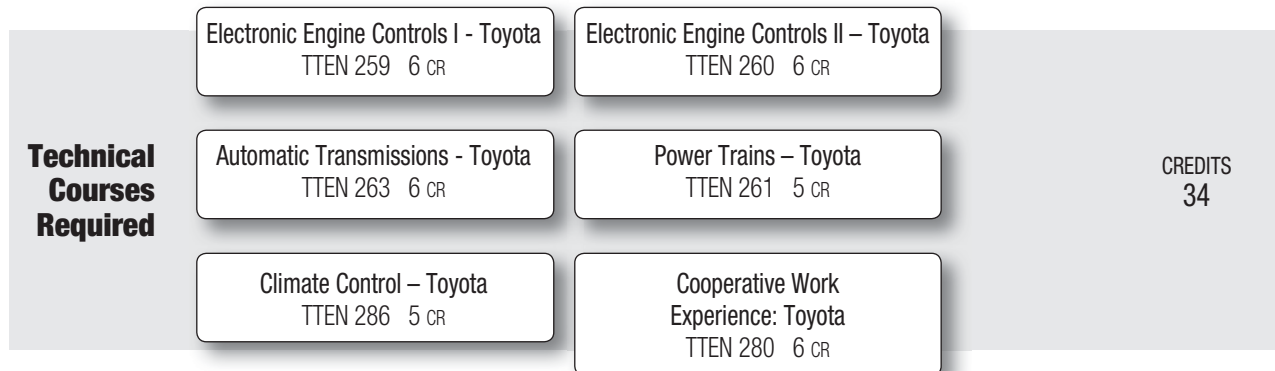 Electronic Engine Controls I - Toyota
TTEN 259 6 CR
Electronic Engine Controls II – Toyota
TTEN 260 6 CR
Technical
Courses
Required
Automatic Transmissions - Toyota
TTEN 263 6 CR
Power Trains – Toyota
TTEN 261 5 CR
CREDITS
34
Climate Control – Toyota
TTEN 286 5 CR
Cooperative Work
Experience: Toyota
TTEN 280 6 CR